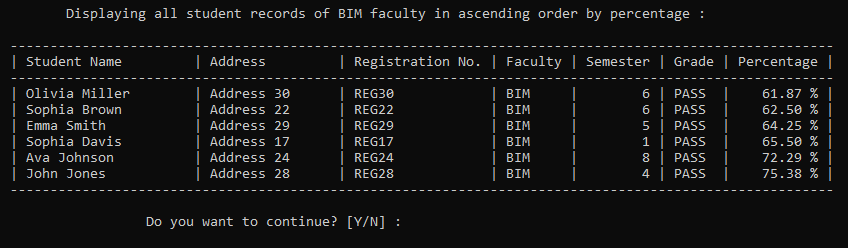 Displaying all student records of BIM faculty in ascending order by percentage :
--------------------------------------------------------------------------------------------------------
| Student Name | Address | Registration No. | Faculty | Semester | Grade | Percentage |
--------------------------------------------------------------------------------------------------------
| Olivia Miller | Address 30 | REG30 | BIM | 6 | PASS | 61.87 % |
| Sophia Brown | Address 22 | REG22 | BIM | 6 | PASS | 62.50 % |
| Emma Smith | Address 29 | REG29 | BIM | 5 | PASS | 64.25 % |
| Sophia Davis | Address 17 | REG17 | BIM | 1 | PASS | 65.50 % |
| Ava Johnson | Address 24 | REG24 | BIM | 8 | PASS | 72.29 % |
| John Jones | Address 28 | REG28 | BIM | 4 | PASS | 75.38 % |
--------------------------------------------------------------------------------------------------------
Do you want to continue? [Y/N] :